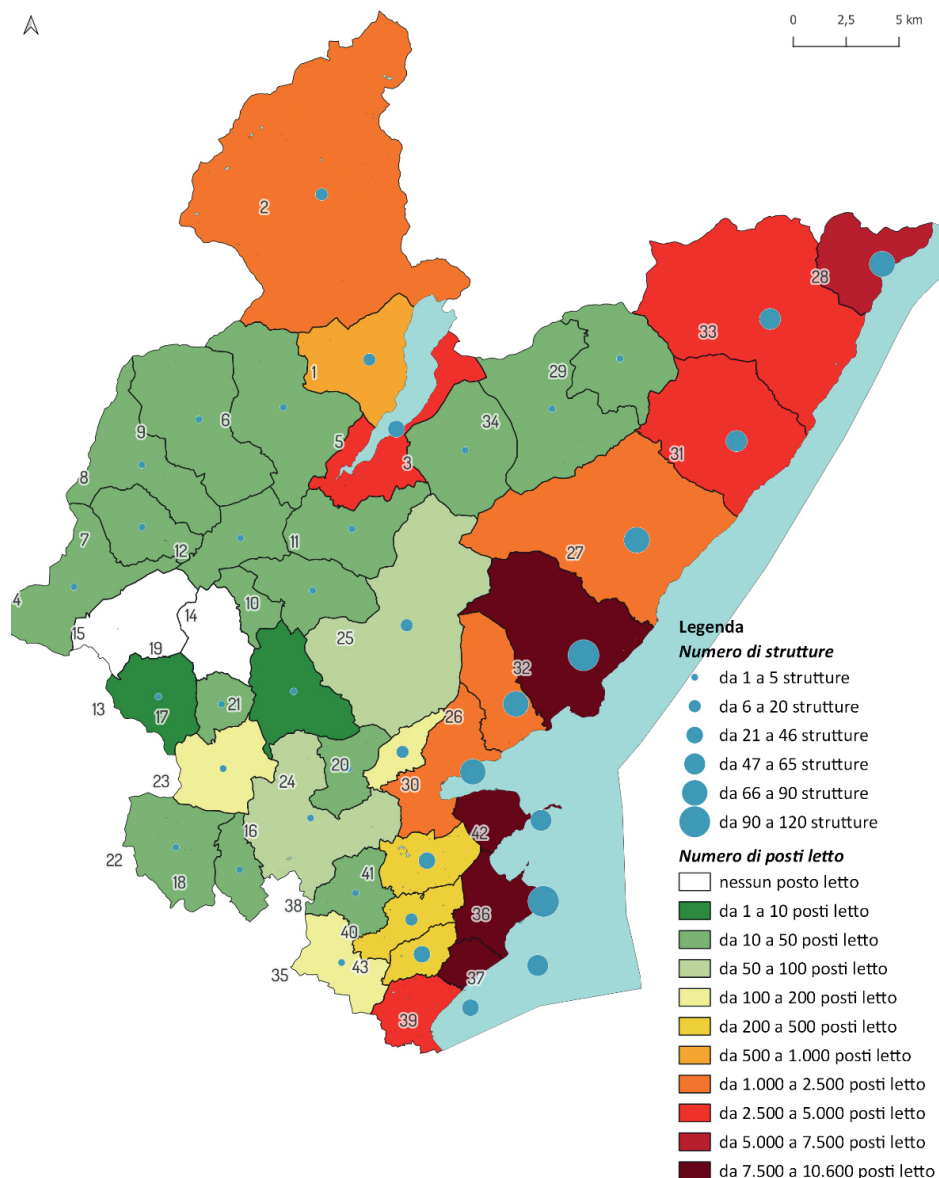 0 2,5 5 km
2
28
33
1
29
9
6
34
5
31
3
8
7
11
12
27
4
10
14
15
25
19
32
21
13
17
26
24
20
23
30
16
42
22
41
18
38
36
40
43
35
37
39
Legenda
Numero di strutture
da 1 a 5 strutture
da 6 a 20 strutture
da 21 a 46 strutture
da 47 a 65 strutture
da 66 a 90 strutture
da 90 a 120 strutture
Numero di posti letto
nessun posto letto
da 1 a 10 posti letto
da 10 a 50 posti letto
da 50 a 100 posti letto
da 100 a 200 posti letto
da 200 a 500 posti letto
da 500 a 1.000 posti letto
da 1.000 a 2.500 posti letto
da 2.500 a 5.000 posti letto
da 5.000 a 7.500 posti letto
da 7.500 a 10.600 posti letto